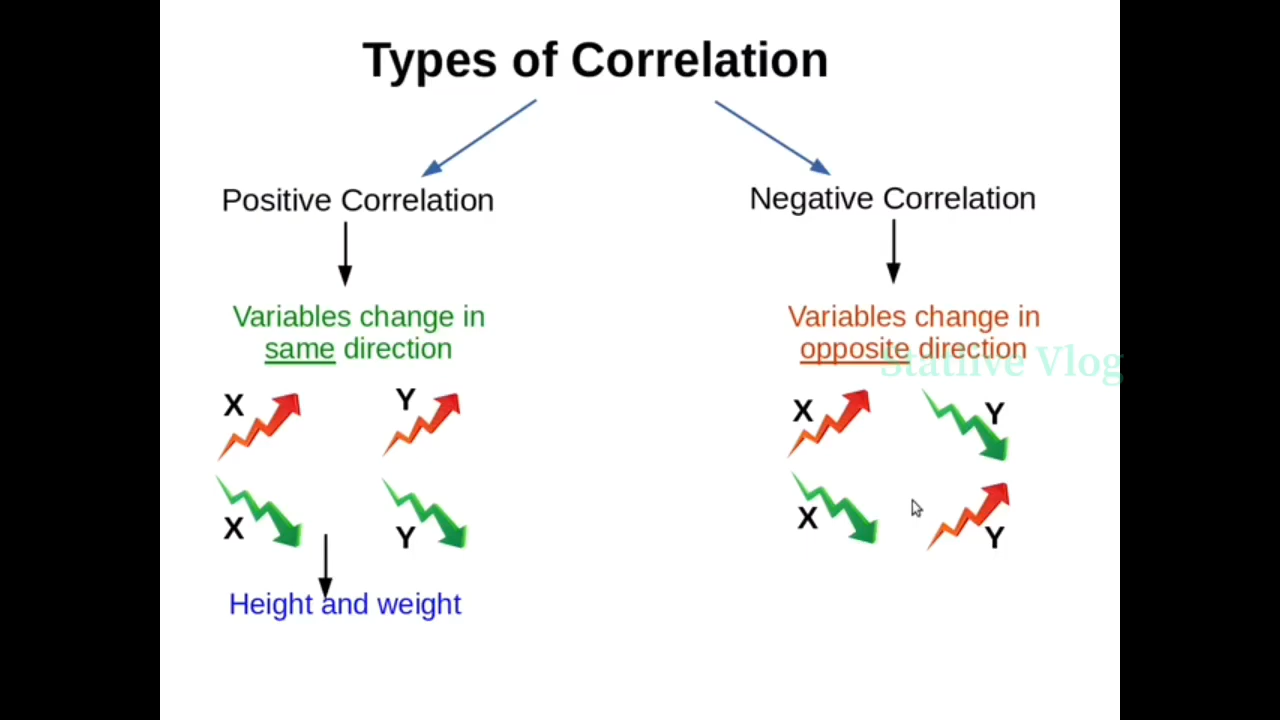 Types of Correlation
Positive Correlation
Negative Correlation
Variables change in
same direction
Variables change in
opposite direction
Statlive Vlog
X
Y
X
Y
X
Y
X
Y
Height and weight